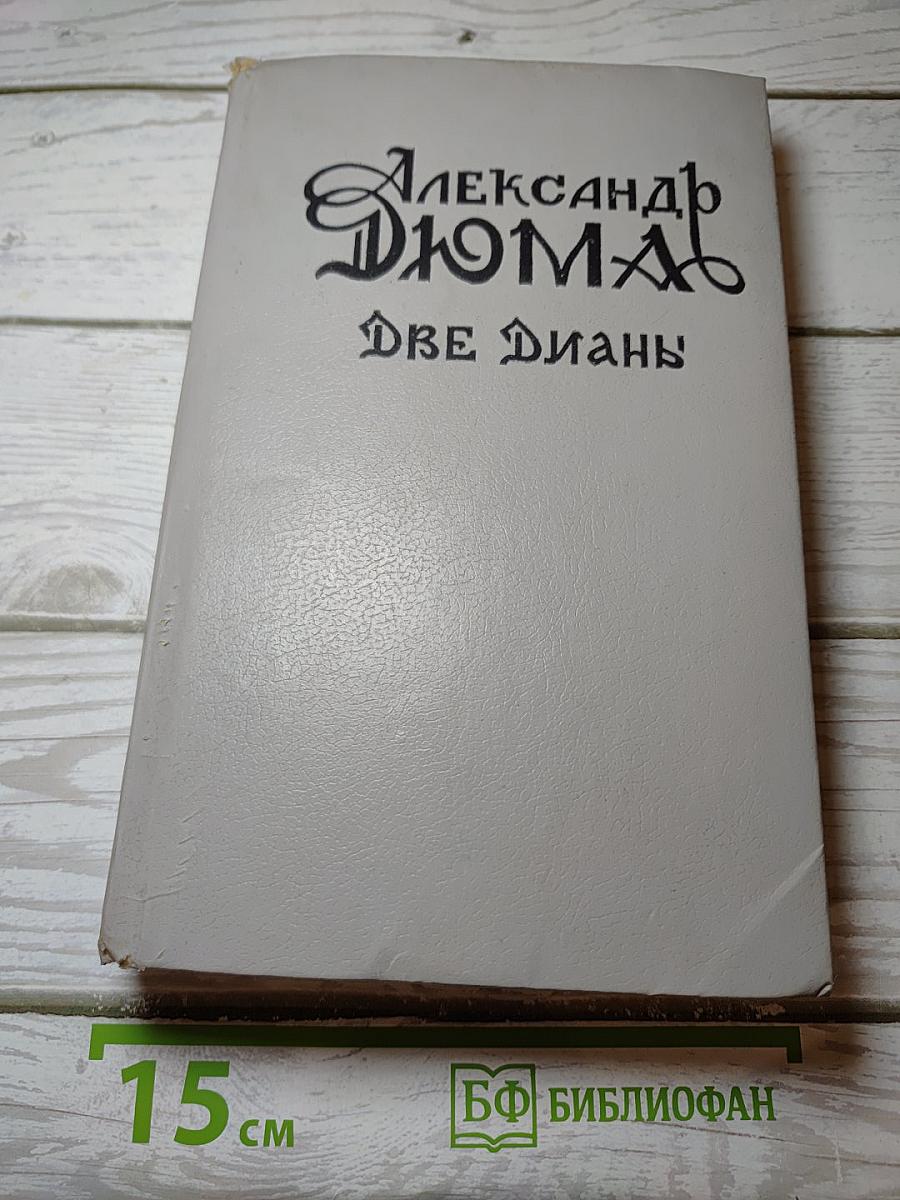 Александр
Дюма
Две Дианы
15 см
БФ БИБЛИОФАН